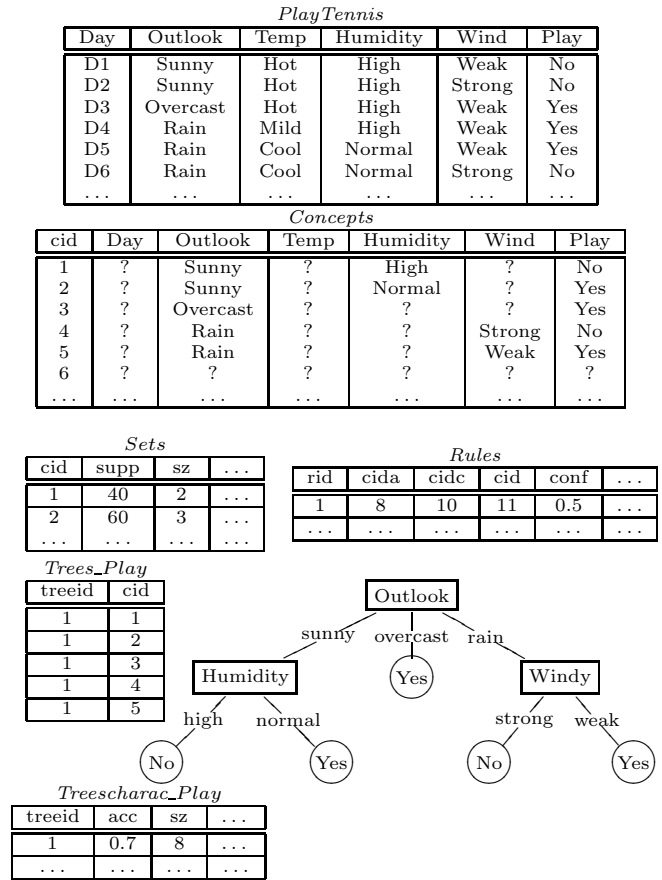 PlayTennis
Day Outlook Temp Humidity Wind Play
D1 Sunny Hot High Weak No
D2 Sunny Hot High Strong No
D3 Overcast Hot High Weak Yes
D4 Rain Mild High Weak Yes
D5 Rain Cool Normal Weak Yes
D6 Rain Cool Normal Strong No
... ... ... ... ... ...
Concepts
cid Day Outlook Temp Humidity Wind Play
1 ? Sunny ? High ? No
2 ? Sunny ? Normal ? Yes
3 ? Overcast ? ? ? Yes
4 ? Rain ? ? Strong No
5 ? Rain ? ? Weak Yes
6 ? ? ? ? ? ?
... ... ... ... ... ... ...
Sets
cid supp sz ...
1 40 2 ...
2 60 3 ...
... ... ... ...
Rules
rid cida cidc cid conf ...
1 8 10 11 0.5 ...
... ... ... ... ... ...
Trees_Play
treeid cid
1 1
1 2
1 3
1 4
1 5
Outlook
sunny overcast rain
Humidity Yes Windy
high normal strong weak
No Yes No Yes
Treescharac_Play
treeid acc sz ...
1 0.7 8 ...
... ... ... ...